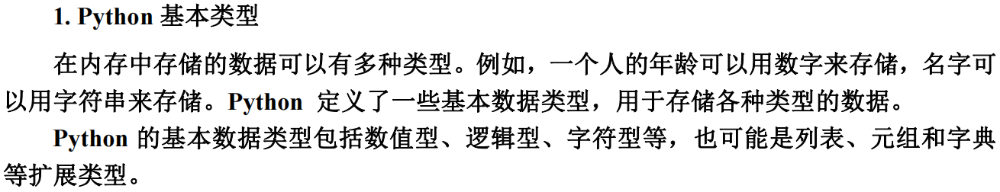 1. Python 基本类型
在内存中存储的数据可以有多种类型。例如，一个人的年龄可以用数字来存储，名字可
以用字符串来存储。Python 定义了一些基本数据类型，用于存储各种类型的数据。
Python 的基本数据类型包括数值型、逻辑型、字符型等，也可能是列表、元组和字典
等扩展类型。